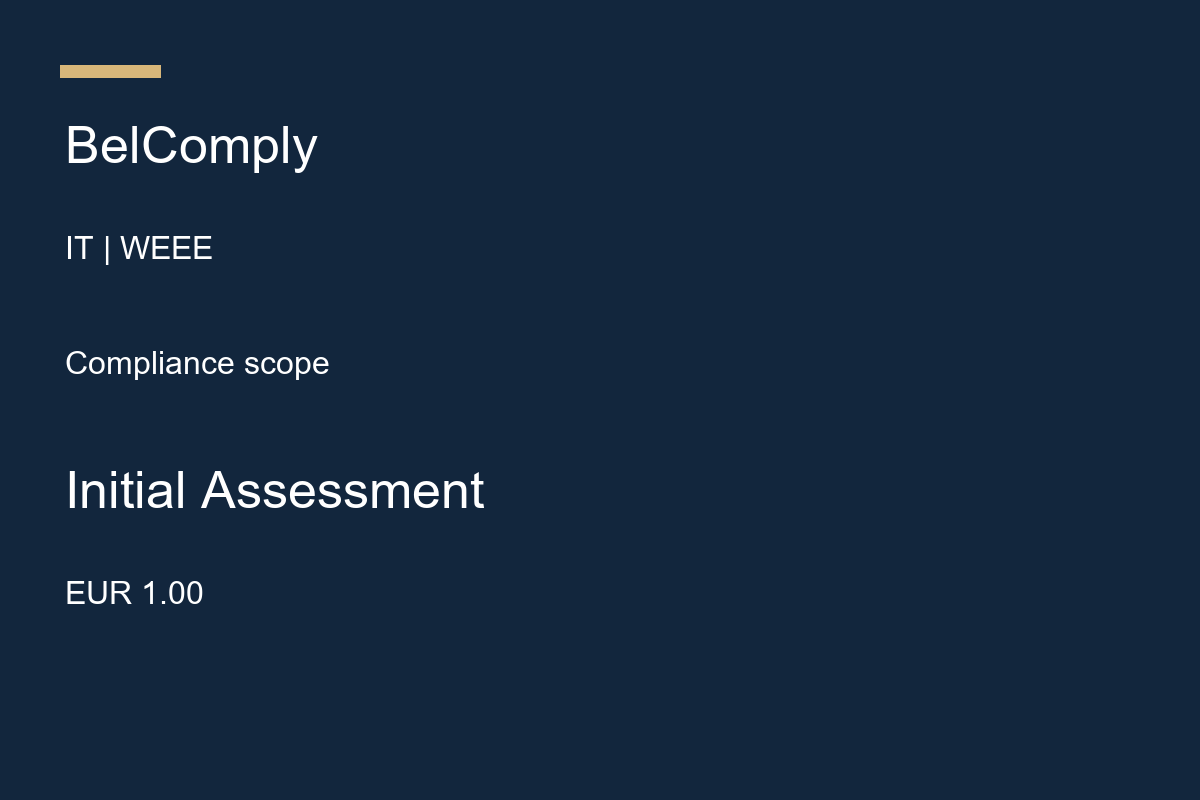 BelComply
IT | WEEE
Compliance scope
Initial Assessment
EUR 1.00